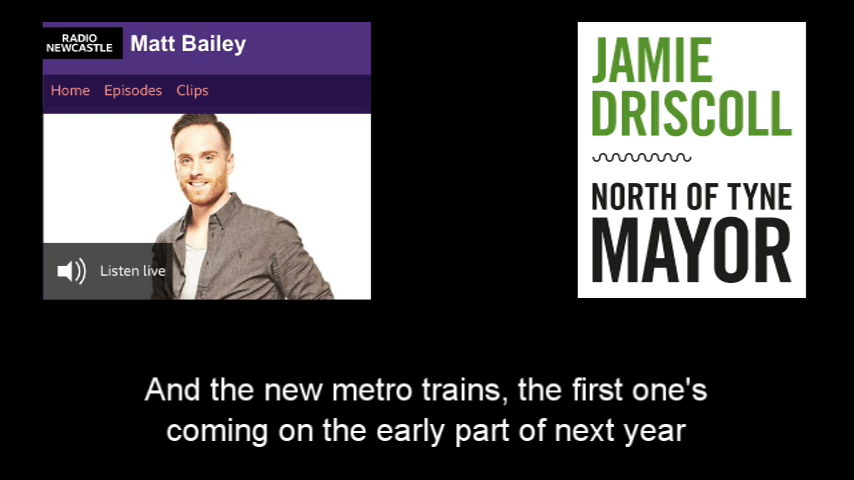 RADIO
NEWCASTLE
Matt Bailey
Home Episodes Clips
Listen live
JAMIE
DRISCOLL
NORTH OF TYNE
MAYOR
And the new metro trains, the first one's
coming on the early part of next year